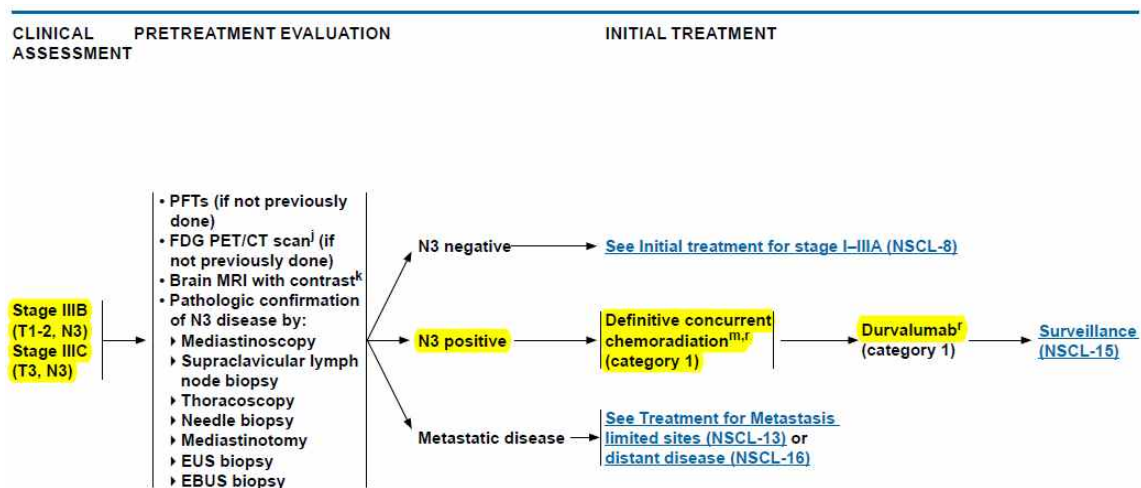 CLINICAL ASSESSMENT
PRETREATMENT EVALUATION
INITIAL TREATMENT
Stage IIIB
(T1-2, N3)
Stage IIIC
(T3, N3)
• PFTs (if not previously
done)
• FDG PET/CT scanj (if
not previously done)
• Brain MRI with contrastk
• Pathologic confirmation
of N3 disease by:
▸ Mediastinoscopy
▸ Supraclavicular lymph
node biopsy
▸ Thoracoscopy
▸ Needle biopsy
▸ Mediastinotomy
▸ EUS biopsy
▸ EBUS biopsy
N3 negative
See Initial treatment for stage I–IIIA (NSCL-8)
N3 positive
Definitive concurrent
chemoradiationm,r
(category 1)
Durvalumabr
(category 1)
Surveillance
(NSCL-15)
Metastatic disease
See Treatment for Metastasis
limited sites (NSCL-13) or
distant disease (NSCL-16)